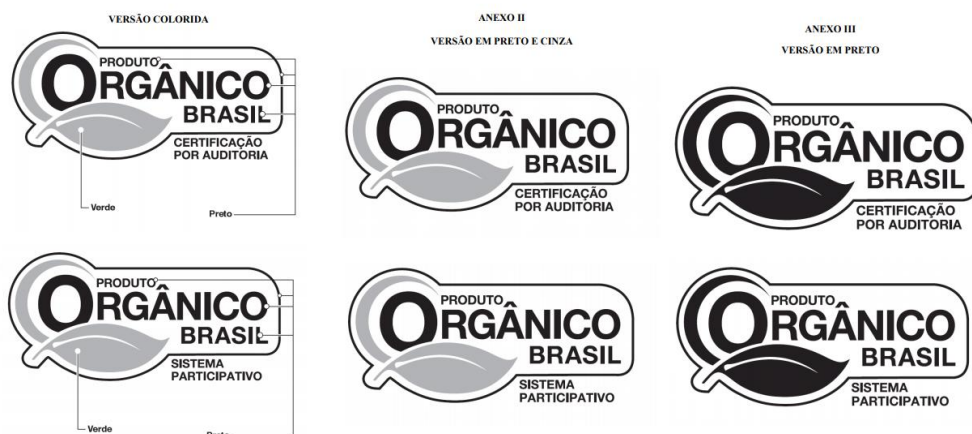 VERSÃO COLORIDA
PRODUTO
ORGÂNICO
BRASIL
CERTIFICAÇÃO
POR AUDITORIA
Verde
Preto
PRODUTO
ORGÂNICO
BRASIL
SISTEMA
PARTICIPATIVO
Verde
Preto
ANEXO II
VERSÃO EM PRETO E CINZA
PRODUTO
ORGÂNICO
BRASIL
CERTIFICAÇÃO
POR AUDITORIA
PRODUTO
ORGÂNICO
BRASIL
SISTEMA
PARTICIPATIVO
ANEXO III
VERSÃO EM PRETO
PRODUTO
ORGÂNICO
BRASIL
CERTIFICAÇÃO
POR AUDITORIA
PRODUTO
ORGÂNICO
BRASIL
SISTEMA
PARTICIPATIVO